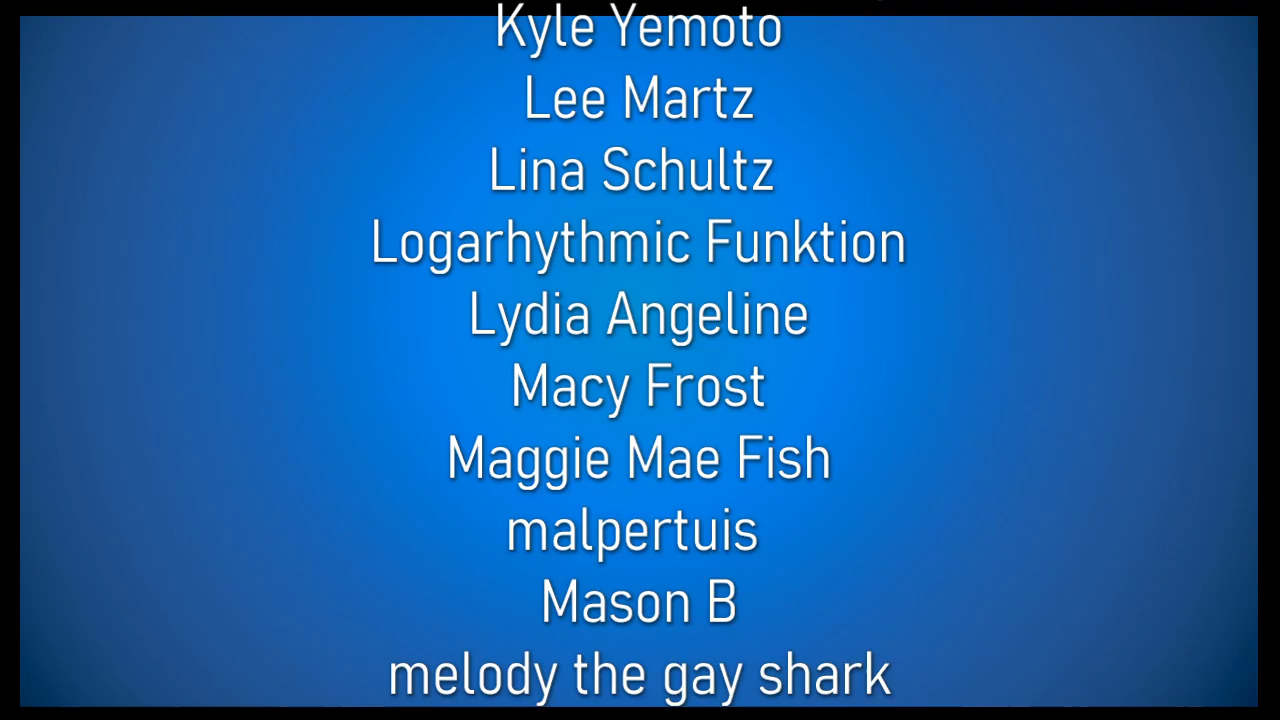 Kyle Yemoto
Lee Martz
Lina Schultz
Logarhythmic Funktion
Lydia Angeline
Macy Frost
Maggie Mae Fish
malpertuis
Mason B
melody the gay shark